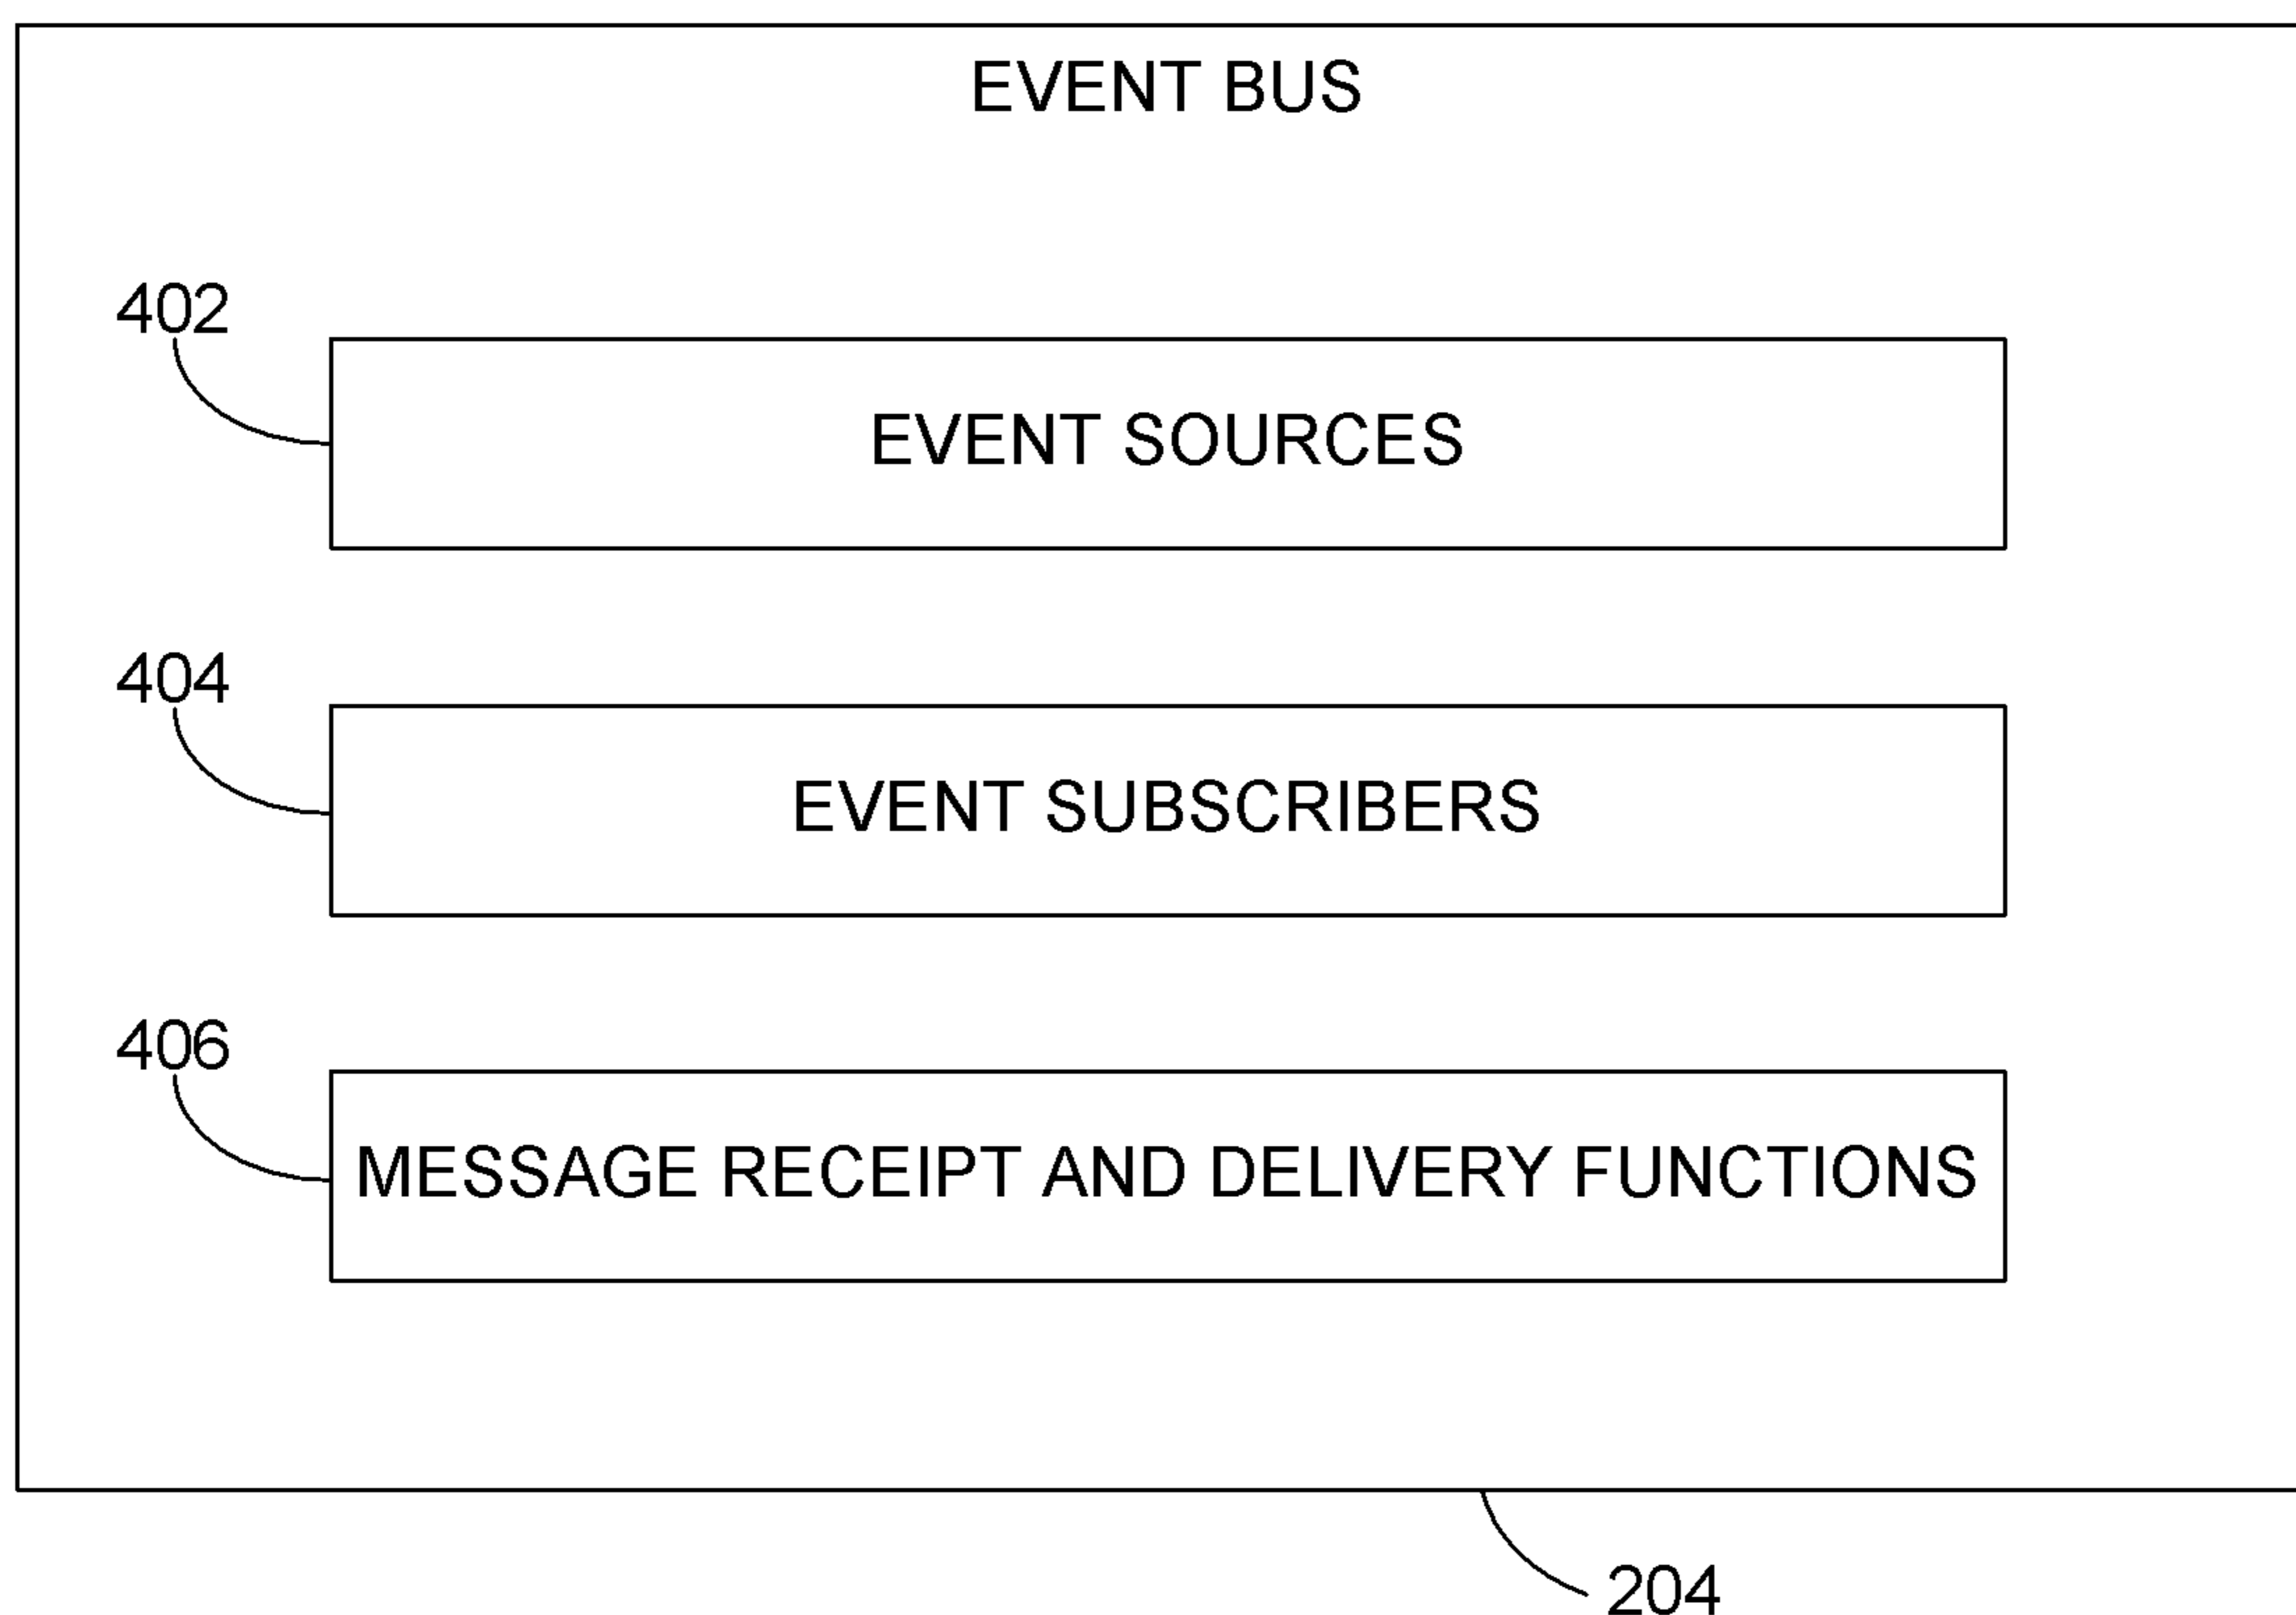 EVENT BUS
402
EVENT SOURCES
404
EVENT SUBSCRIBERS
406
MESSAGE RECEIPT AND DELIVERY FUNCTIONS
204